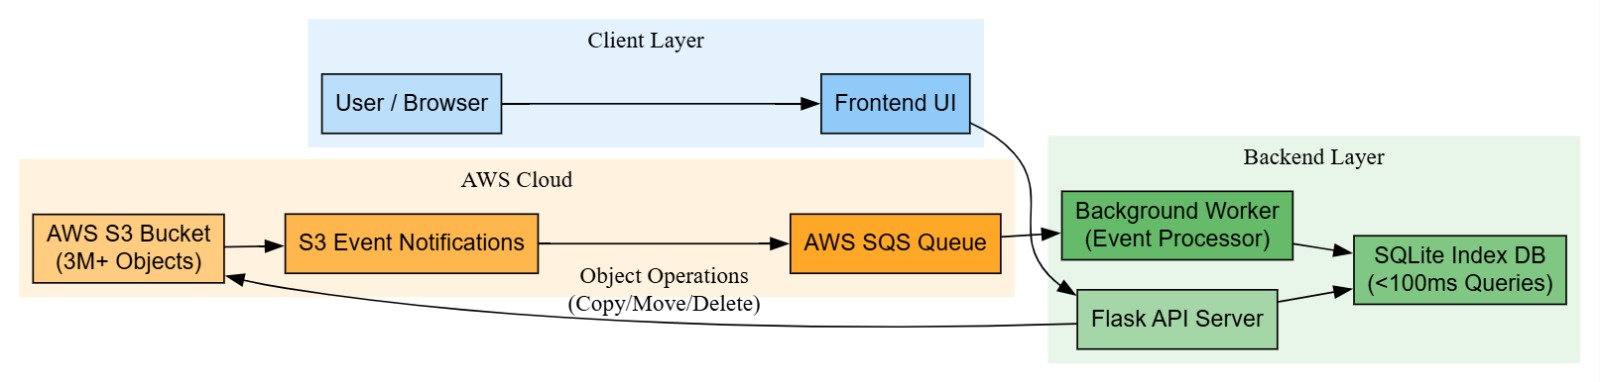 Client Layer
User / Browser
Frontend UI
AWS Cloud
AWS S3 Bucket
(3M+ Objects)
S3 Event Notifications
AWS SQS Queue
Object Operations
(Copy/Move/Delete)
Backend Layer
Background Worker
(Event Processor)
SQLite Index DB
(<100ms Queries)
Flask API Server